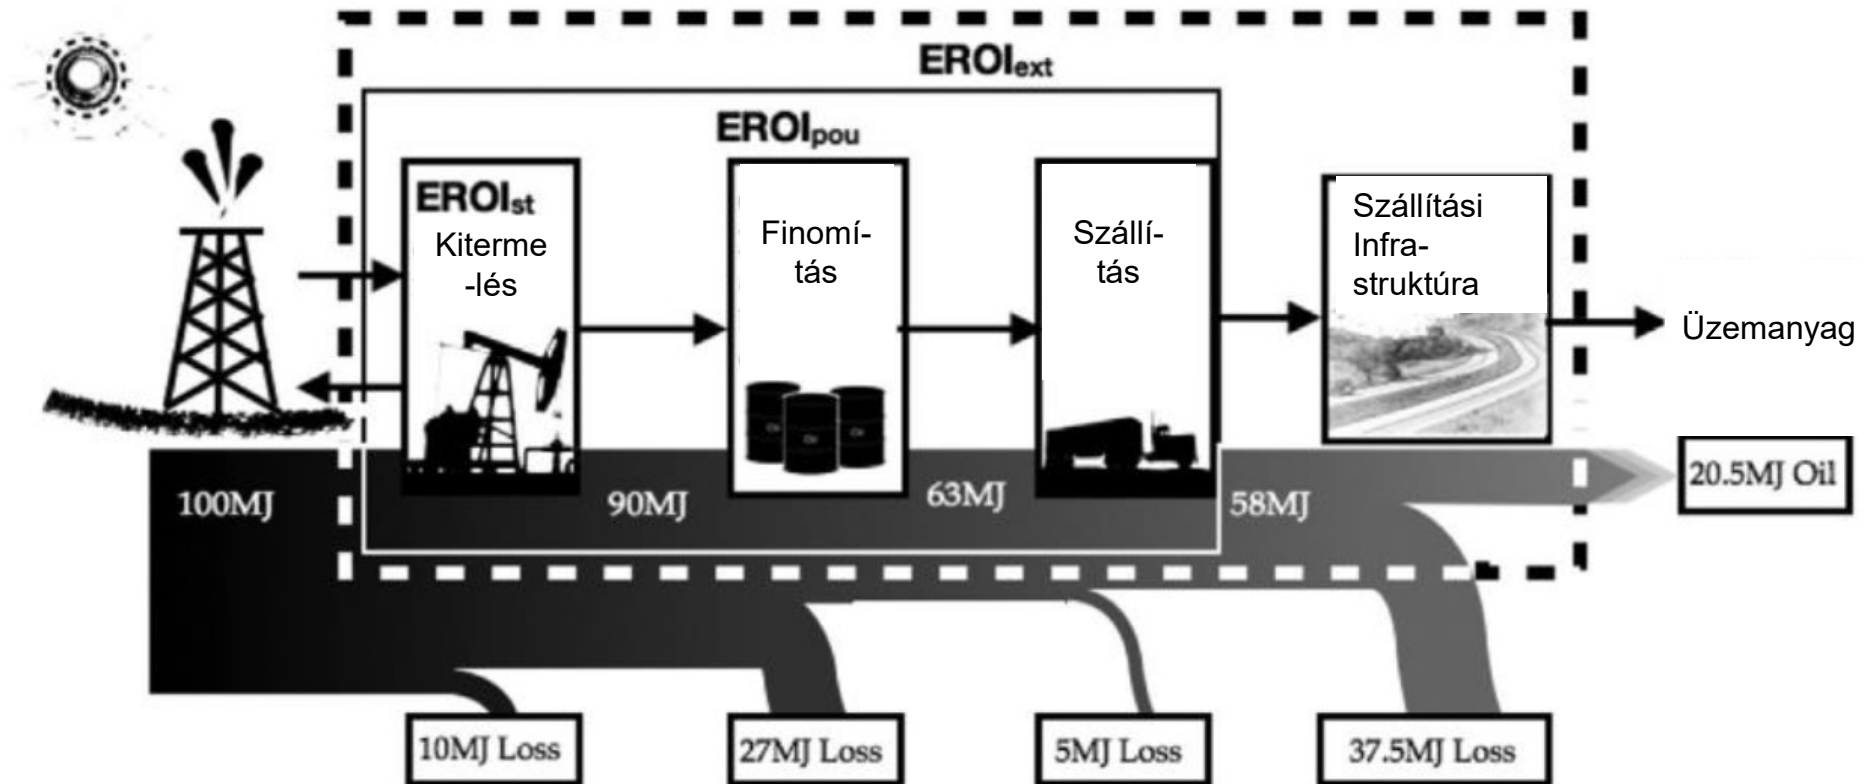 EROIext
EROIpou
EROIst
Kiterme
-lés
Finomí-
tás
Szállí-
tás
Szállítási
Infra-
struktúra
Üzemanyag
100MJ
90MJ
63MJ
58MJ
20.5MJ Oil
10MJ Loss
27MJ Loss
5MJ Loss
37.5MJ Loss